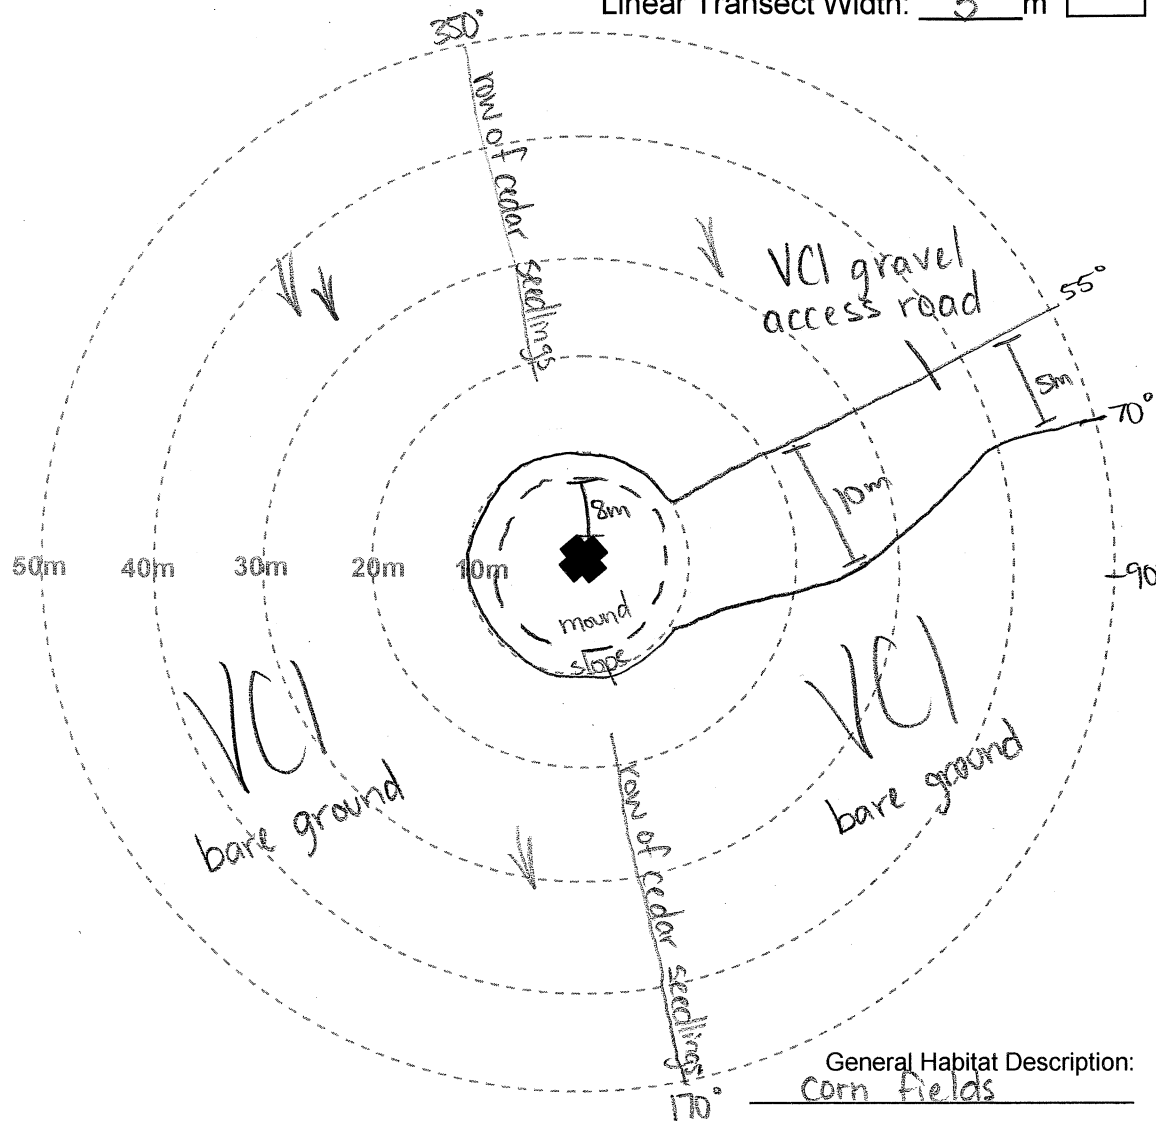 Linear Transect Width: 5 m
350°
row of cedar seedlings
VCI gravel
access road
55°
5m
70°
10m
8m
50m 40m 30m 20m 10m
90
mound
slope
VCI
bare ground
VCI
bare ground
row of cedar seedlings
170°
General Habitat Description:
corn fields